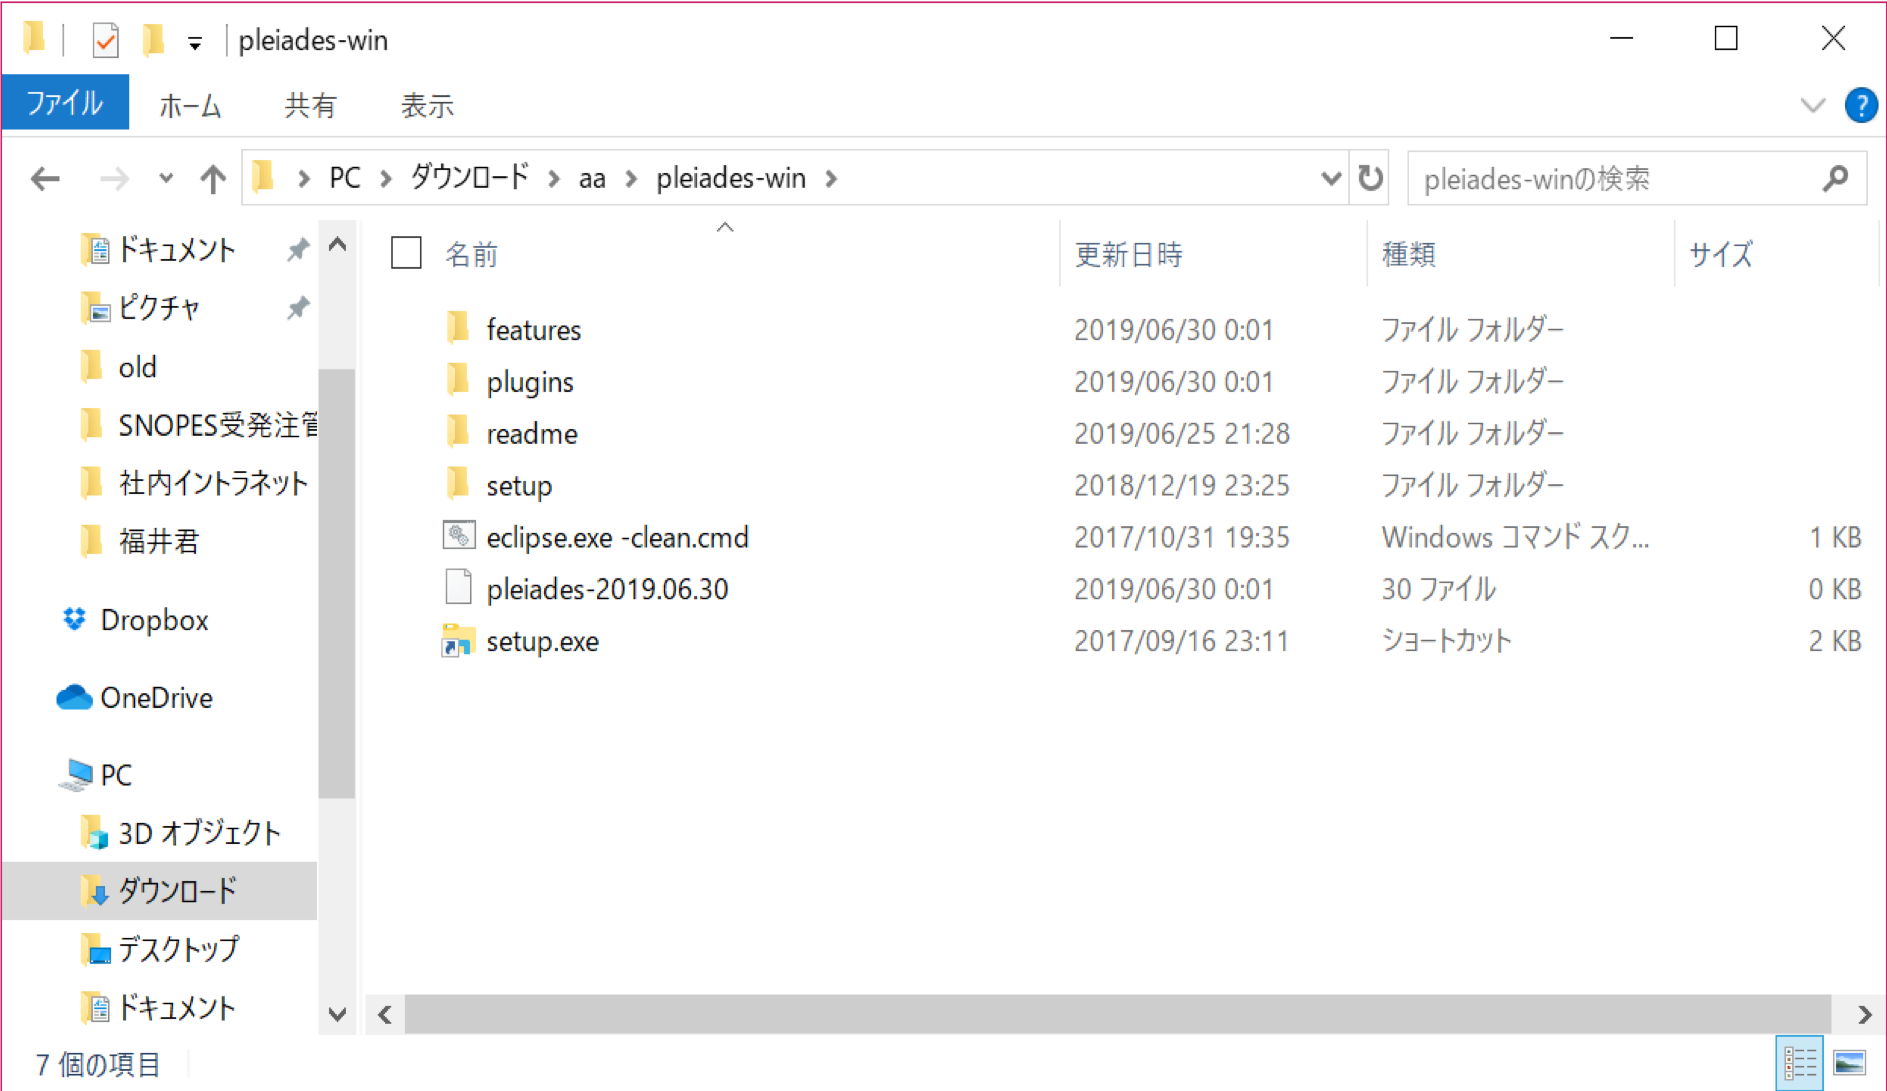 pleiades-win
ファイル ホーム 共有 表示
PC ダウンロード aa pleiades-win
pleiades-winの検索
ドキュメント
ピクチャ
old
SNOPES受発注管
社内イントラネット
福井君
Dropbox
OneDrive
PC
3D オブジェクト
ダウンロード
デスクトップ
ドキュメント
名前 更新日時 種類 サイズ
features 2019/06/30 0:01 ファイル フォルダー
plugins 2019/06/30 0:01 ファイル フォルダー
readme 2019/06/25 21:28 ファイル フォルダー
setup 2018/12/19 23:25 ファイル フォルダー
eclipse.exe -clean.cmd 2017/10/31 19:35 Windows コマンド スク... 1 KB
pleiades-2019.06.30 2019/06/30 0:01 30 ファイル 0 KB
setup.exe 2017/09/16 23:11 ショートカット 2 KB
7 個の項目